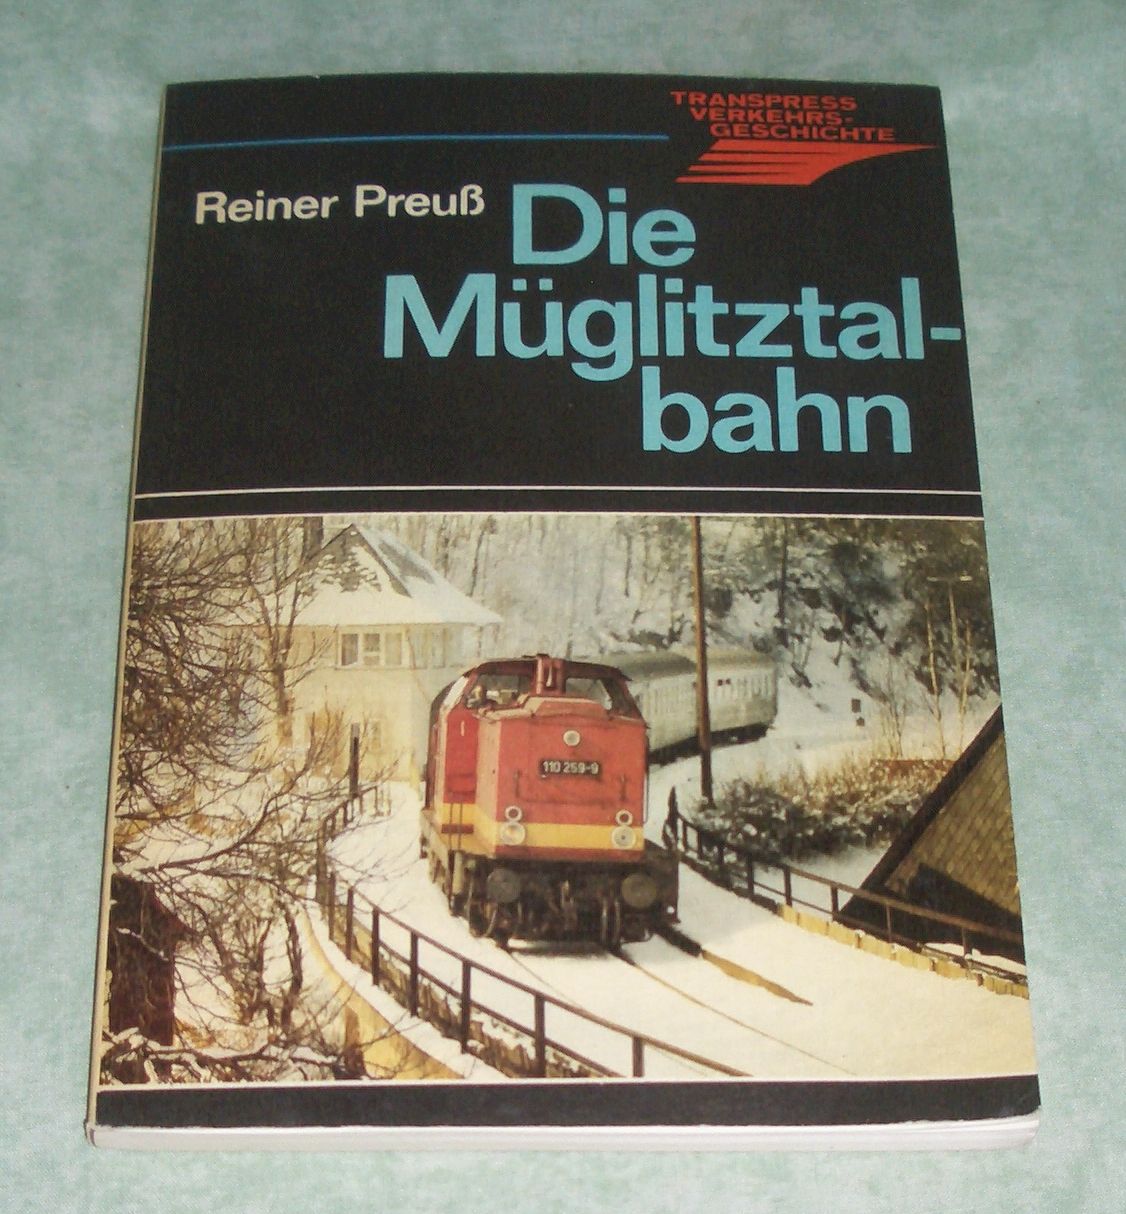 TRANSPRESS
VERKEHRS-
GESCHICHTE
Reiner Preuß
Die
Müglitztal-
bahn
110 259-9